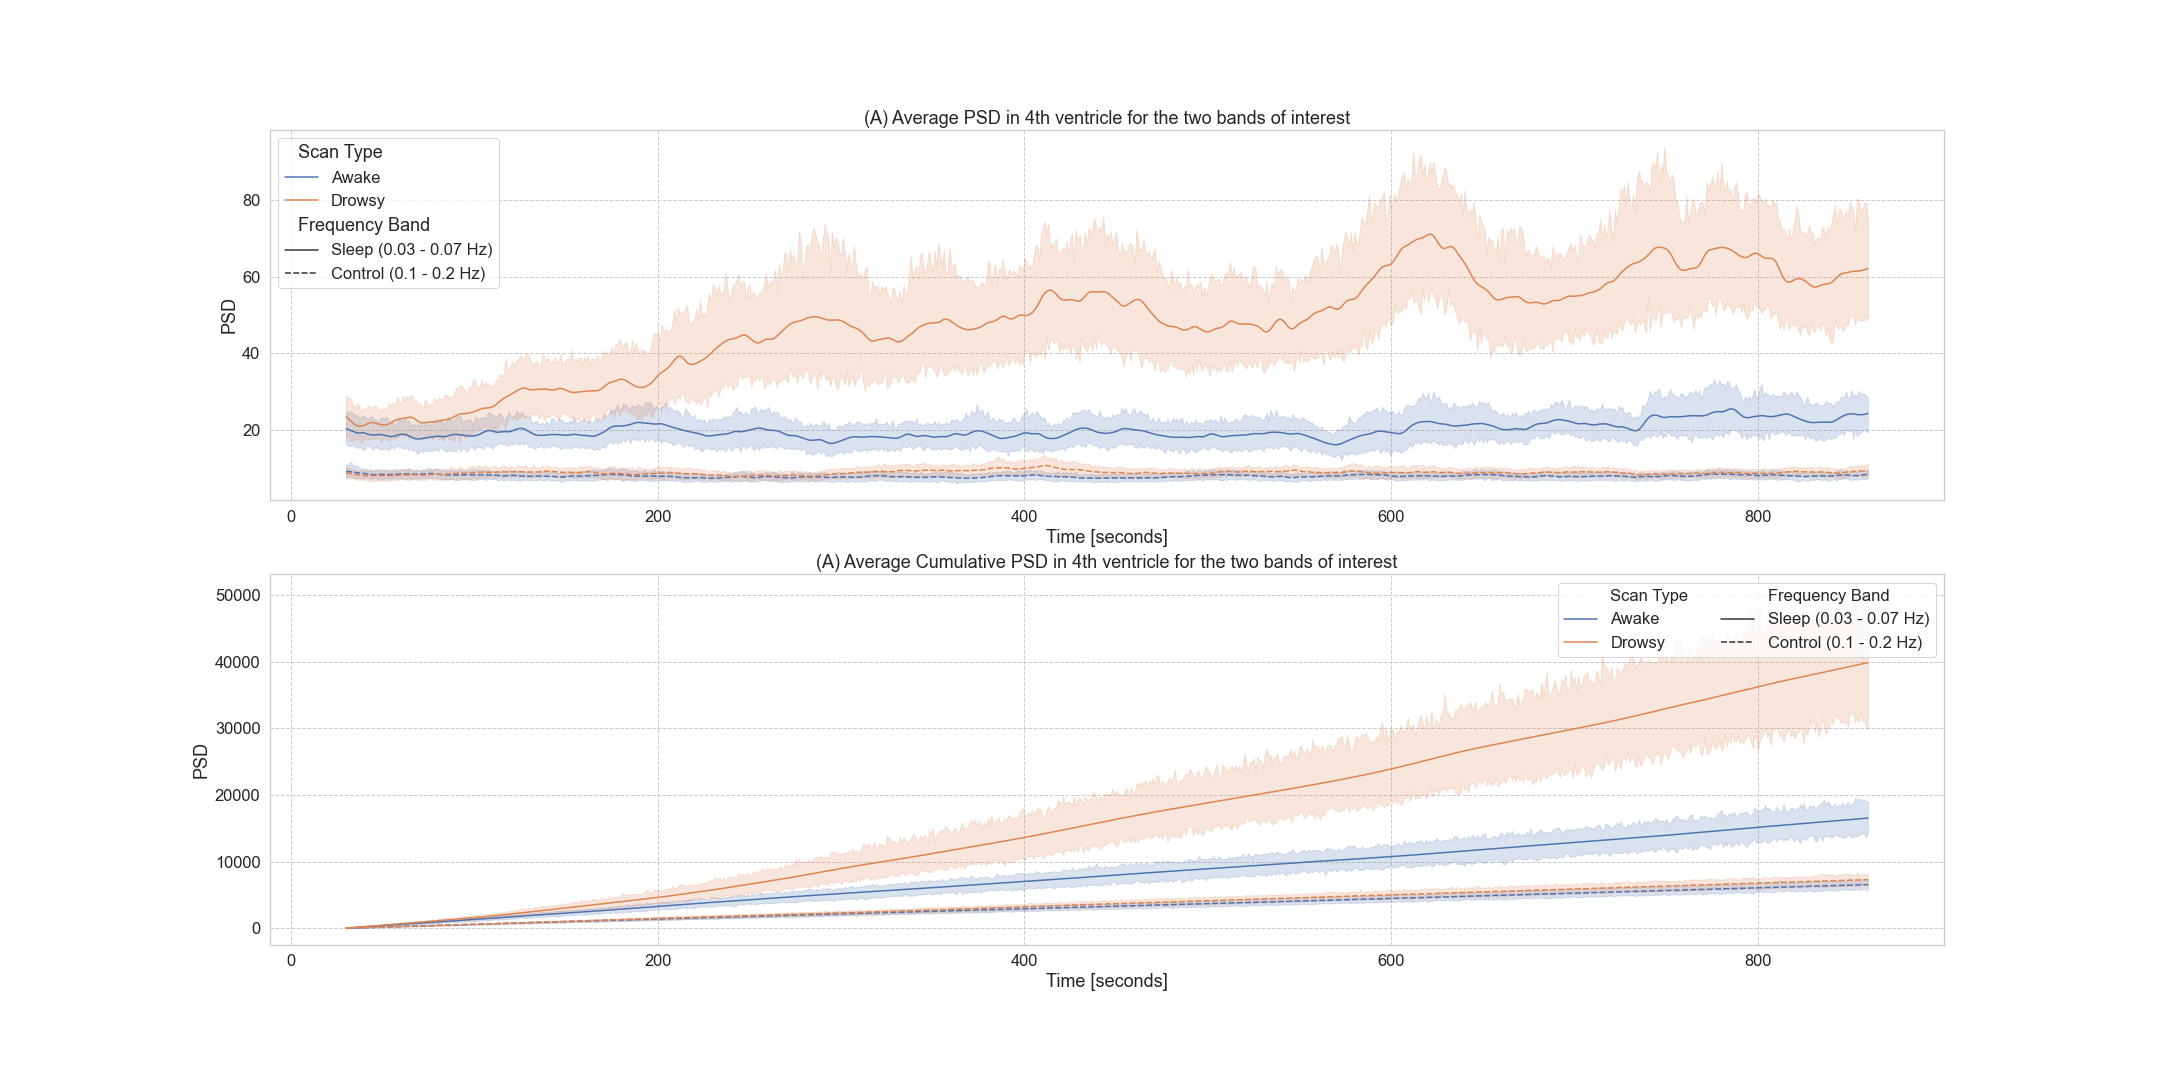 (A) Average PSD in 4th ventricle for the two bands of interest
Scan Type
Awake
Drowsy
Frequency Band
Sleep (0.03 - 0.07 Hz)
Control (0.1 - 0.2 Hz)
PSD
80
60
40
20
0 200 400 600 800
Time [seconds]
(A) Average Cumulative PSD in 4th ventricle for the two bands of interest
Scan Type Frequency Band
Awake Sleep (0.03 - 0.07 Hz)
Drowsy Control (0.1 - 0.2 Hz)
PSD
50000
40000
30000
20000
10000
0
0 200 400 600 800
Time [seconds]